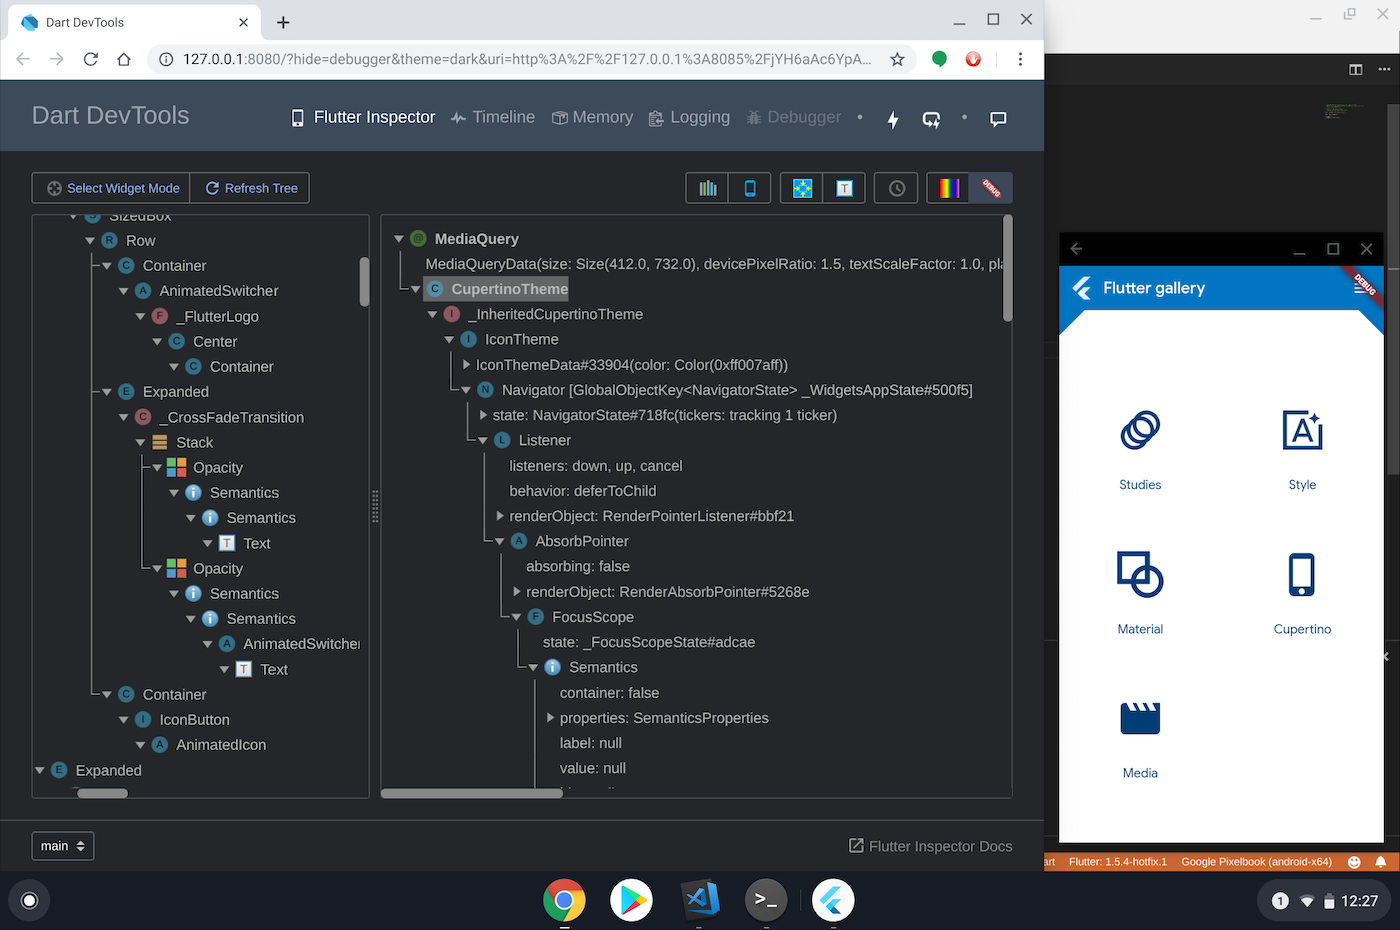 Dart DevTools
127.0.0.1:8080/?hide=debugger&theme=dark&uri=http%3A%2F%2F127.0.0.1%3A8085%2FjYH6aAc6YpA...
Dart DevTools
Flutter Inspector
Timeline
Memory
Logging
Debugger
Select Widget Mode
Refresh Tree
T
DEBUG
SizedBox
R Row
C Container
A AnimatedSwitcher
F _FlutterLogo
C Center
C Container
E Expanded
C _CrossFadeTransition
Stack
Opacity
i Semantics
i Semantics
T Text
Opacity
i Semantics
i Semantics
A AnimatedSwitcher
T Text
C Container
I IconButton
A AnimatedIcon
E Expanded
@ MediaQuery
MediaQueryData(size: Size(412.0, 732.0), devicePixelRatio: 1.5, textScaleFactor: 1.0, pla
C CupertinoTheme
I _InheritedCupertinoTheme
I IconTheme
IconThemeData#33904(color: Color(0xff007aff))
N Navigator [GlobalObjectKey<NavigatorState> _WidgetsAppState#500f5]
state: NavigatorState#718fc(tickers: tracking 1 ticker)
L Listener
listeners: down, up, cancel
behavior: deferToChild
renderObject: RenderPointerListener#bbf21
A AbsorbPointer
absorbing: false
renderObject: RenderAbsorbPointer#5268e
F FocusScope
state: _FocusScopeState#adcae
i Semantics
container: false
properties: SemanticsProperties
label: null
value: null
main
Flutter Inspector Docs
Flutter gallery
DEBUG
Studies
Style
Material
Cupertino
Media
art
Flutter: 1.5.4-hotfix.1
Google Pixelbook (android-x64)
1
12:27